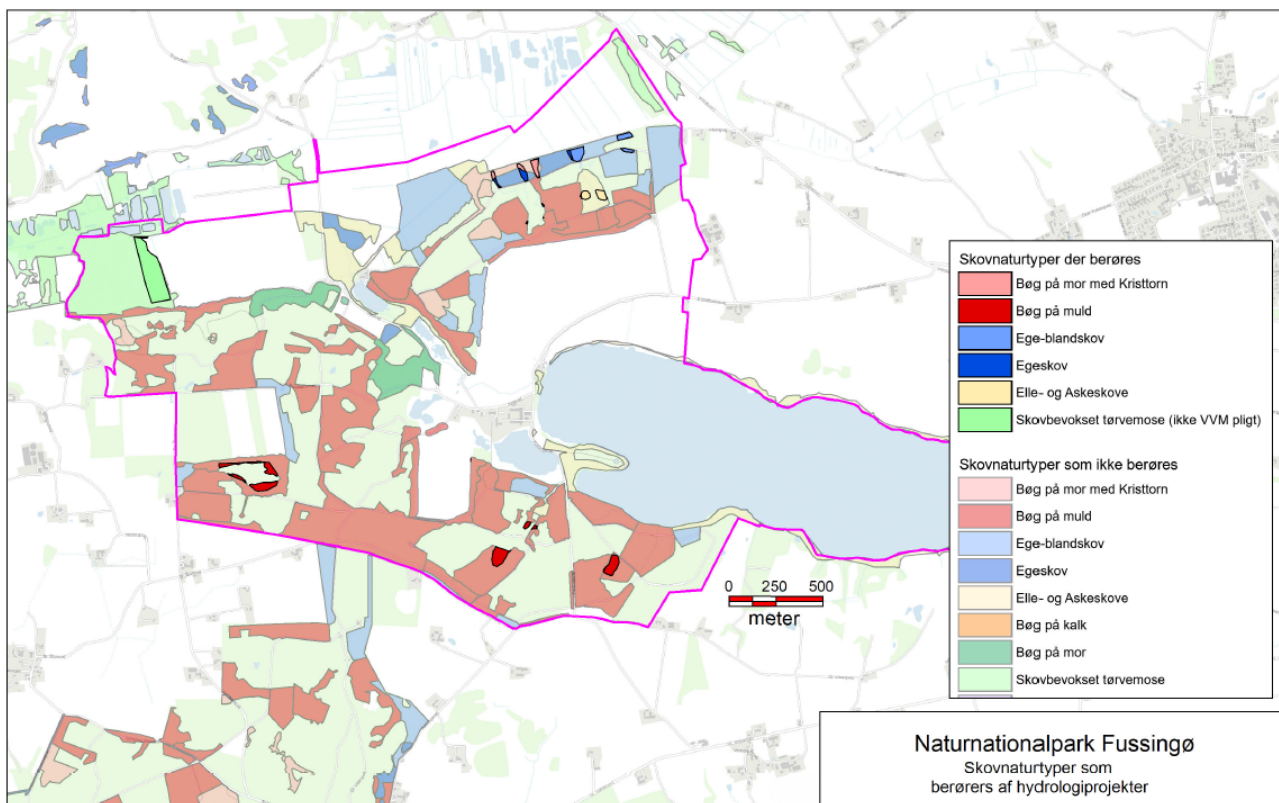 Skovnaturtyper der berøres
Bøg på mor med Kristtorn
Bøg på muld
Ege-blandskov
Egeskov
Elle- og Askeskove
Skovbevokset tørvemose (ikke VVM pligt)
Skovnaturtyper som ikke berøres
Bøg på mor med Kristtorn
Bøg på muld
Ege-blandskov
Egeskov
Elle- og Askeskove
Bøg på kalk
Bøg på mor
Skovbevokset tørvemose
0 250 500
meter
Naturnationalpark Fussingø
Skovnaturtyper som
berørers af hydrologiprojekter